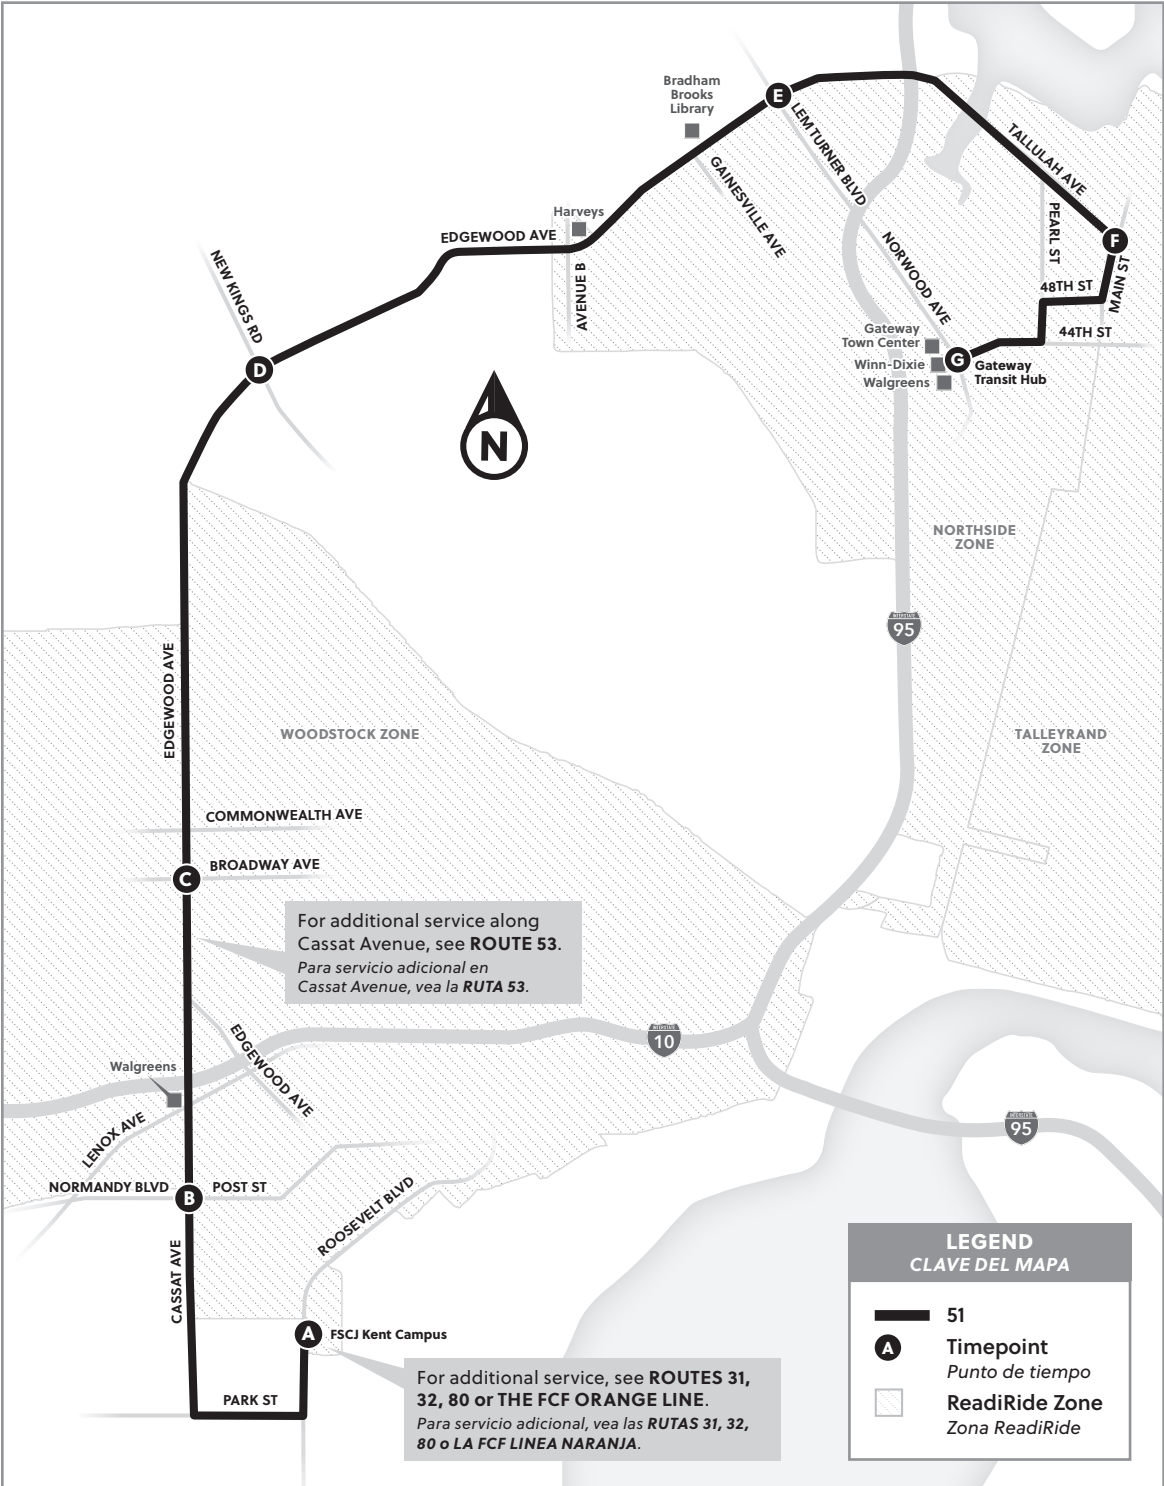 Bradham
Brooks
Library
E
LEM TURNER BLVD
TALLULAH AVE
GAINESVILLE AVE
PEARL ST
Harveys
EDGEWOOD AVE
F
NEW KINGS RD
AVENUE B
NORWOOD AVE
MAIN ST
48TH ST
44TH ST
Gateway
Town Center
Winn-Dixie
Walgreens
G
Gateway
Transit Hub
D
N
NORTHSIDE
ZONE
INTERSTATE
95
EDGEWOOD AVE
WOODSTOCK ZONE
TALLEYRAND
ZONE
COMMONWEALTH AVE
C
BROADWAY AVE
For additional service along
Cassat Avenue, see ROUTE 53.
Para servicio adicional en
Cassat Avenue, vea la RUTA 53.
EDGEWOOD AVE
INTERSTATE
10
Walgreens
LENOX AVE
INTERSTATE
95
NORMANDY BLVD
B
POST ST
ROOSEVELT BLVD
CASSAT AVE
A
FSCJ Kent Campus
PARK ST
For additional service, see ROUTES 31,
32, 80 or THE FCF ORANGE LINE.
Para servicio adicional, vea las RUTAS 31, 32,
80 o LA FCF LINEA NARANJA.
LEGEND
CLAVE DEL MAPA
51
A
Timepoint
Punto de tiempo
ReadiRide Zone
Zona ReadiRide